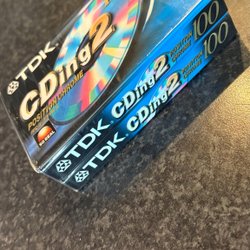 TDK
CDing2
POSITION CHROME
TDK CDing2 100
TDK CDing2 100